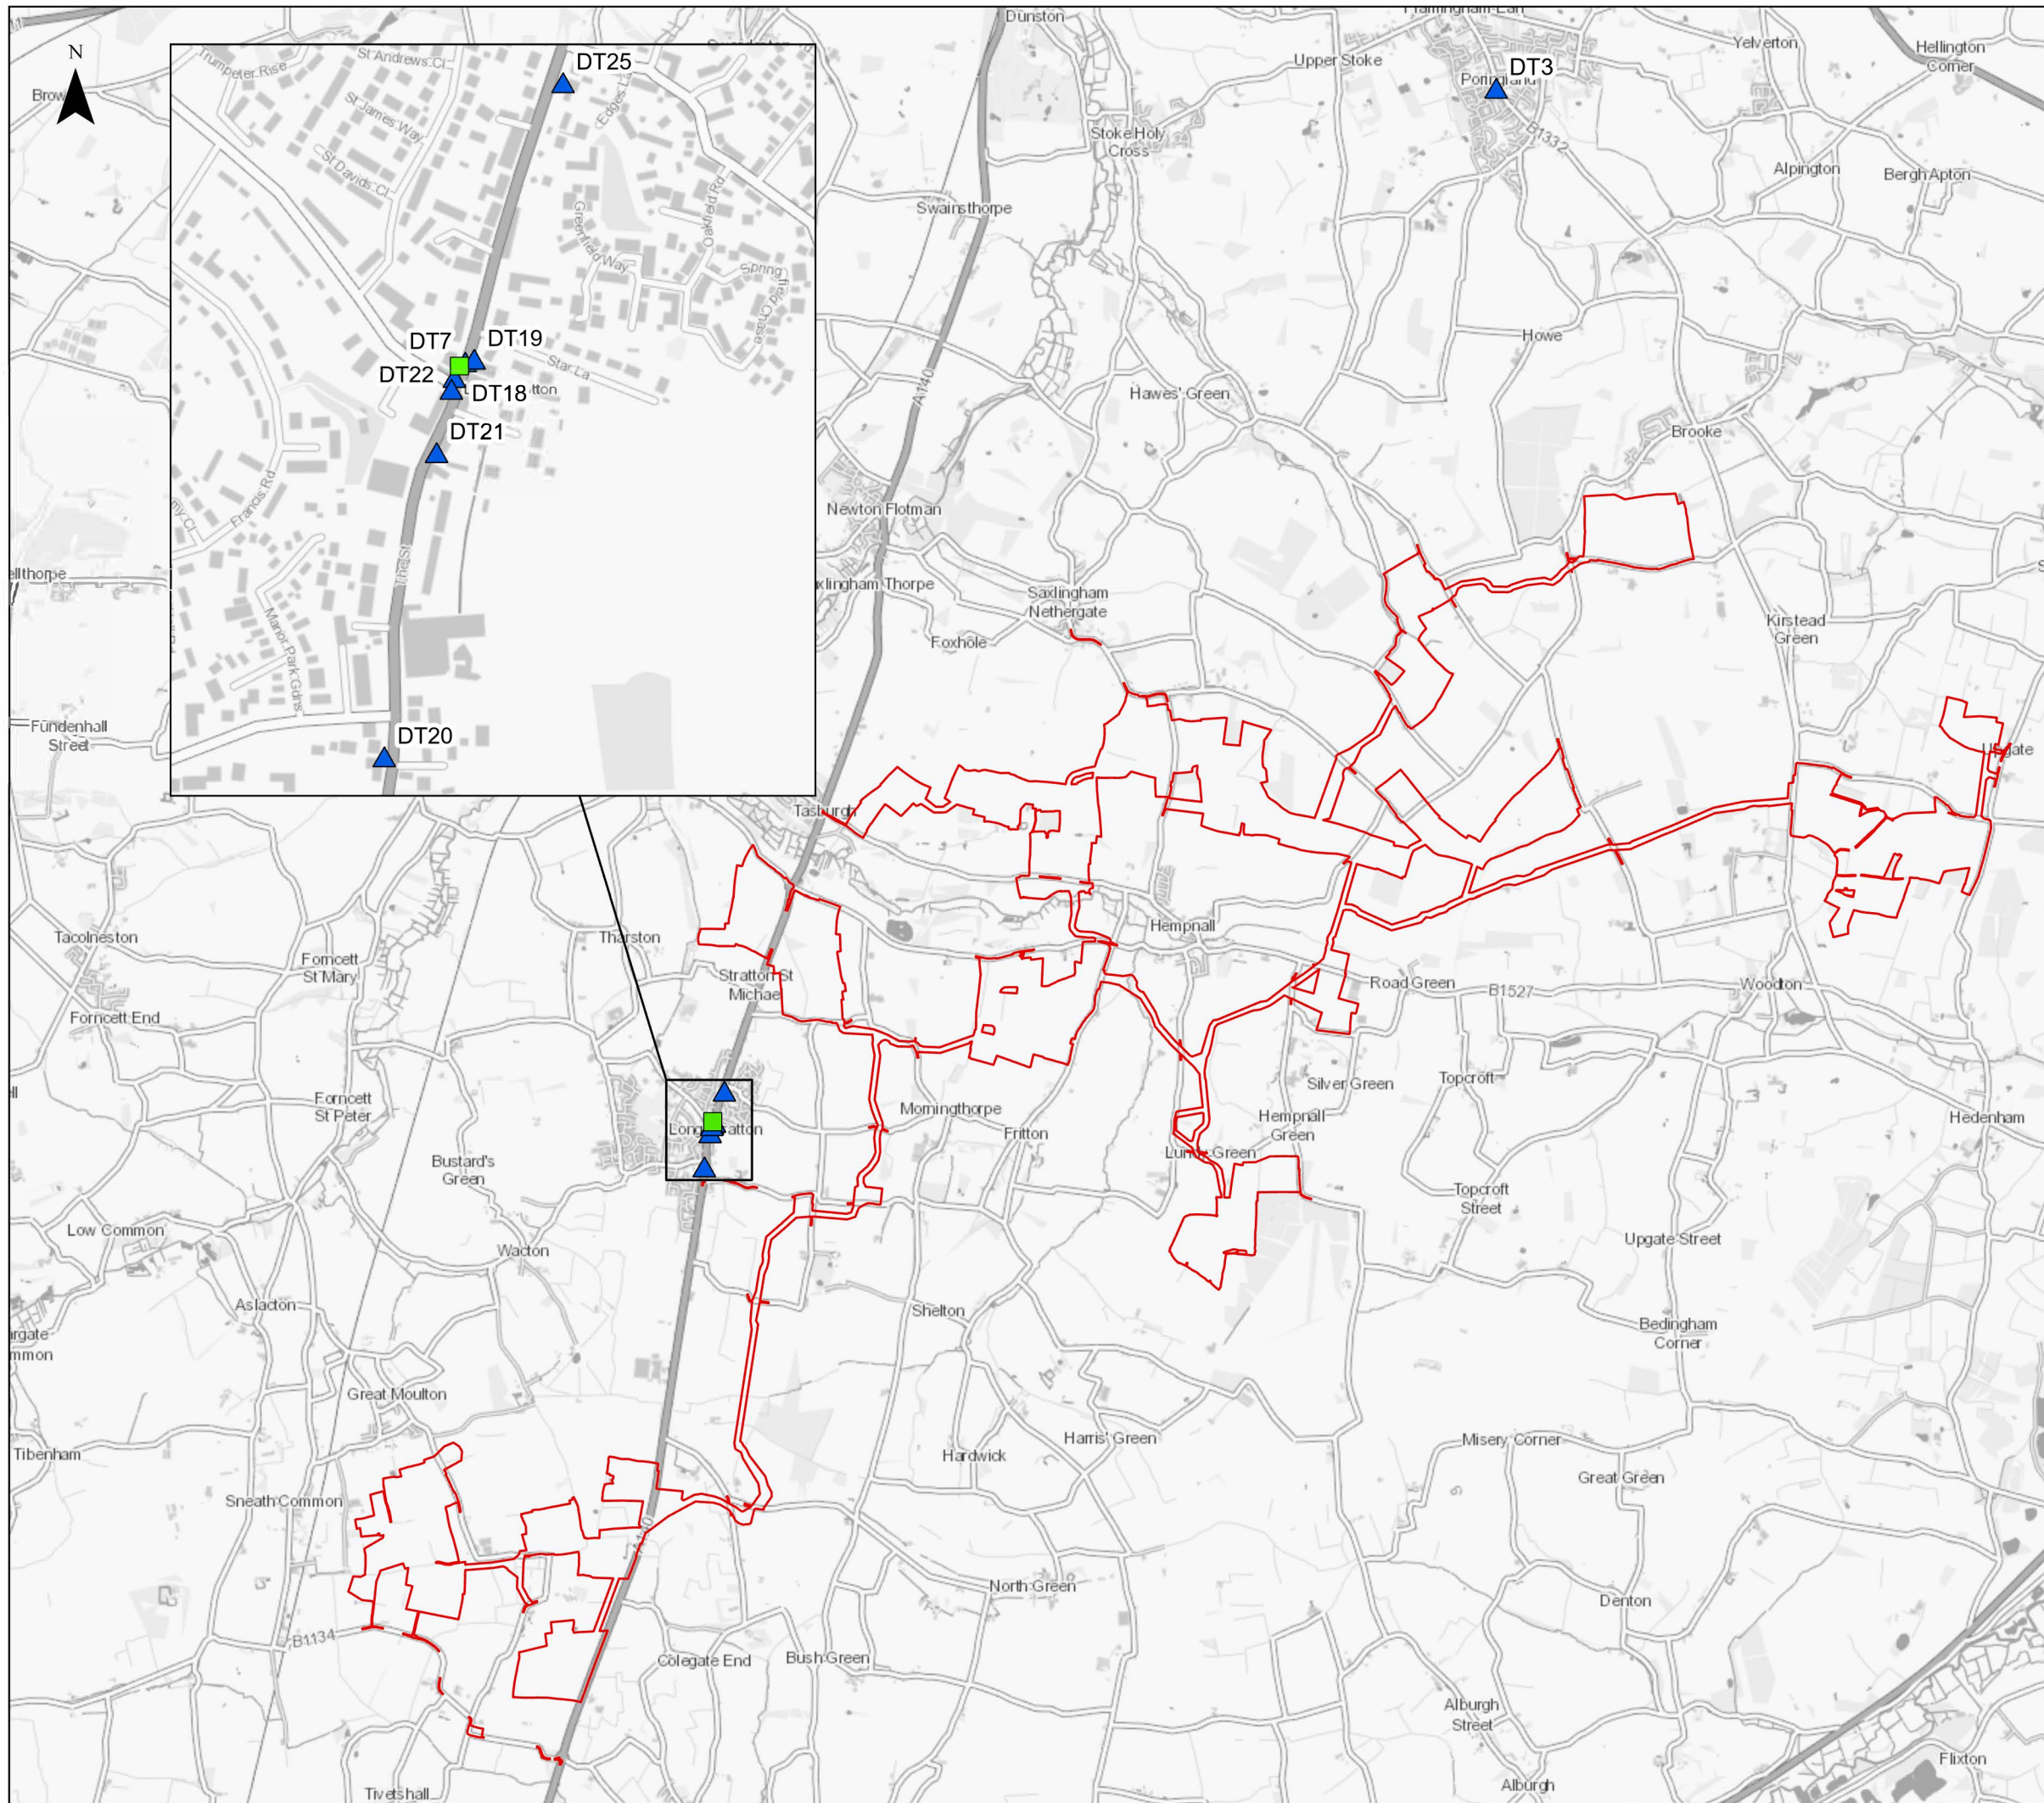 N
Dunston
Yelverton
Hellington
Corner
Upper Stoke
DT3
B1332
Stoke Holy
Cross
Alpington
Bergh Apton
Swainsthorpe
Trumpeter Rise
St Andrews Cl
St James Way
St Davids Cl
DT25
Oakfield Rd
Greenfield Way
Springfield Chase
DT7
DT19
Star La
DT22
DT18
DT21
Francis Rd
The St
Manor Park Gdns
DT20
Howe
A140
Hawes' Green
Brooke
Newton Flotman
Saxlingham
Nethergate
Foxhole
Kirstead
Green
Fundenhall
Street
Tasburgh
Hempnall
Tacolneston
Tharston
Forncett
St Mary
Stratton St
Michael
Road Green
B1527
Woodton
Forncett End
Silver Green
Topcroft
Forncett
St Peter
Morningthorpe
Hempnall
Green
Hedenham
Fritton
Bustard's
Green
Topcroft
Street
Low Common
Wacton
Upgate Street
Aslacton
Shelton
Bedingham
Corner
Great Moulton
Tibenham
Hardwick
Harris' Green
Misery Corner
Great Green
Sneath Common
A140
North Green
Denton
B1134
Colegate End
Bush Green
Alburgh
Street
Flixton
Tivetshall
Alburgh